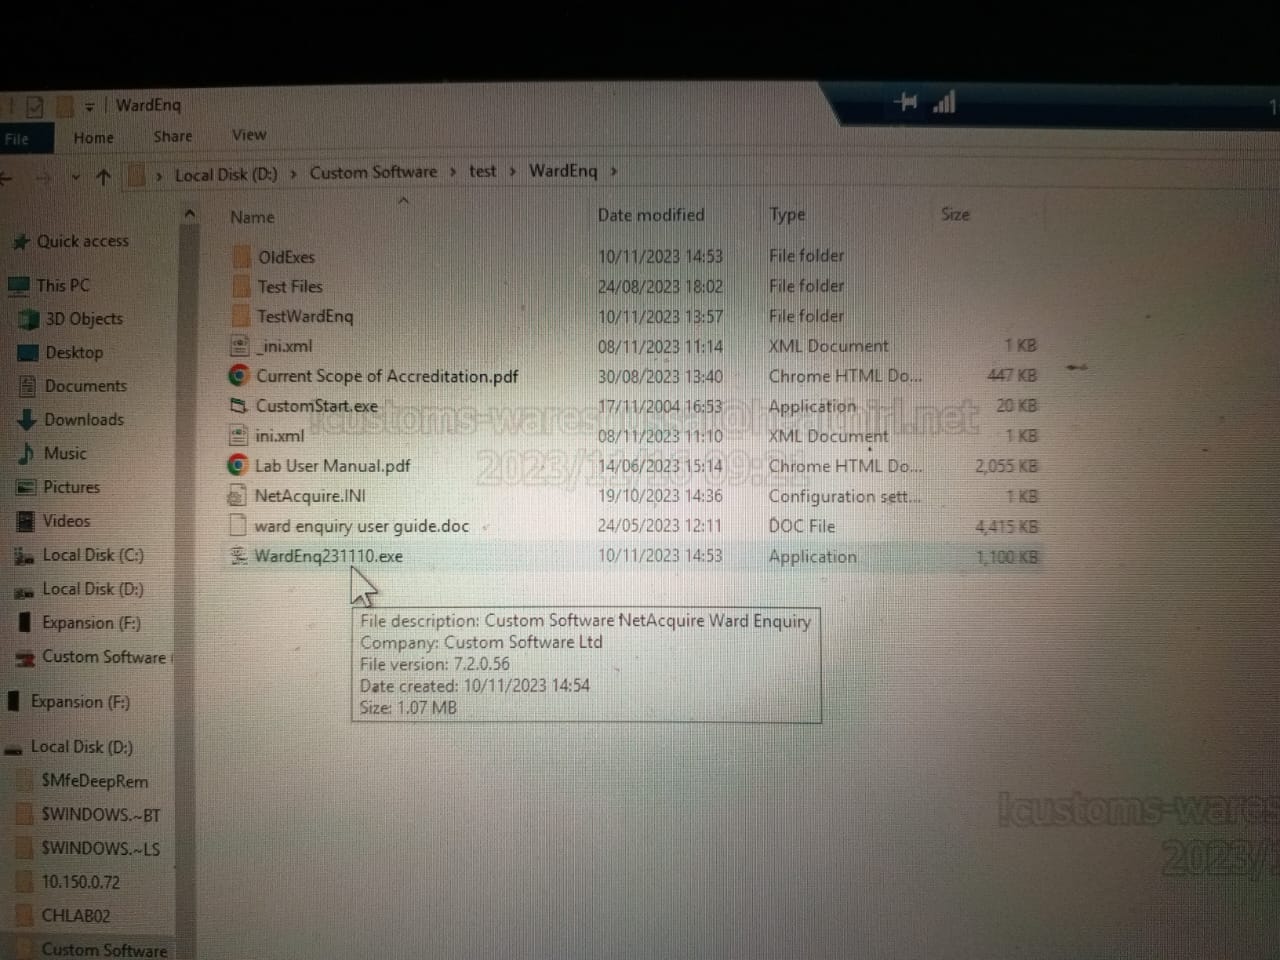 WardEnq
File Home Share View
Local Disk (D:) > Custom Software > test > WardEnq >
Name Date modified Type Size
Quick access
This PC
3D Objects
Desktop
Documents
Downloads
Music
Pictures
Videos
Local Disk (C:)
Local Disk (D:)
Expansion (F:)
Custom Software
Expansion (F:)
Local Disk (D:)
$MfeDeepRem
$WINDOWS.~BT
$WINDOWS.~LS
10.150.0.72
CHLAB02
Custom Software
OldExes 10/11/2023 14:53 File folder
Test Files 24/08/2023 18:02 File folder
TestWardEnq 10/11/2023 13:57 File folder
_ini.xml 08/11/2023 11:14 XML Document 1 KB
Current Scope of Accreditation.pdf 30/08/2023 13:40 Chrome HTML Do... 447 KB
CustomStart.exe 17/11/2004 16:53 Application 20 KB
ini.xml 08/11/2023 11:10 XML Document 1 KB
Lab User Manual.pdf 14/06/2023 15:14 Chrome HTML Do... 2,055 KB
NetAcquire.INI 19/10/2023 14:36 Configuration sett... 1 KB
ward enquiry user guide.doc 24/05/2023 12:11 DOC File 4,415 KB
WardEnq231110.exe 10/11/2023 14:53 Application 1,100 KB
File description: Custom Software NetAcquire Ward Enquiry
Company: Custom Software Ltd
File version: 7.2.0.56
Date created: 10/11/2023 14:54
Size: 1.07 MB
!customs-wares
2023/